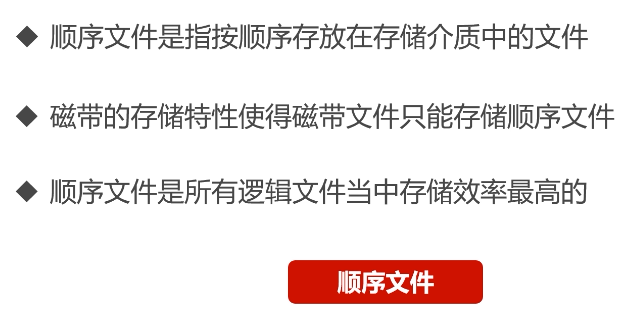 ◆ 顺序文件是指按顺序存放在存储介质中的文件
◆ 磁带的存储特性使得磁带文件只能存储顺序文件
◆ 顺序文件是所有逻辑文件当中存储效率最高的
顺序文件